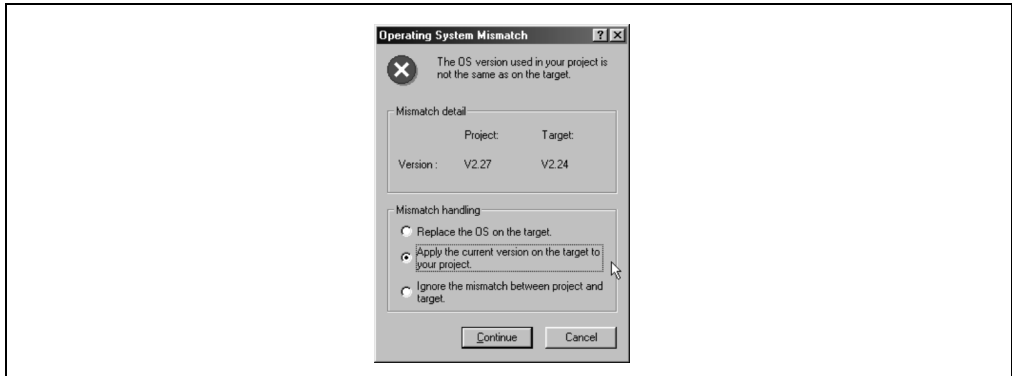 Operating System Mismatch
The OS version used in your project is
not the same as on the target.
Mismatch detail
Project: Target:
Version : V2.27 V2.24
Mismatch handling
Replace the OS on the target.
Apply the current version on the target to
your project.
Ignore the mismatch between project and
target.
Continue Cancel